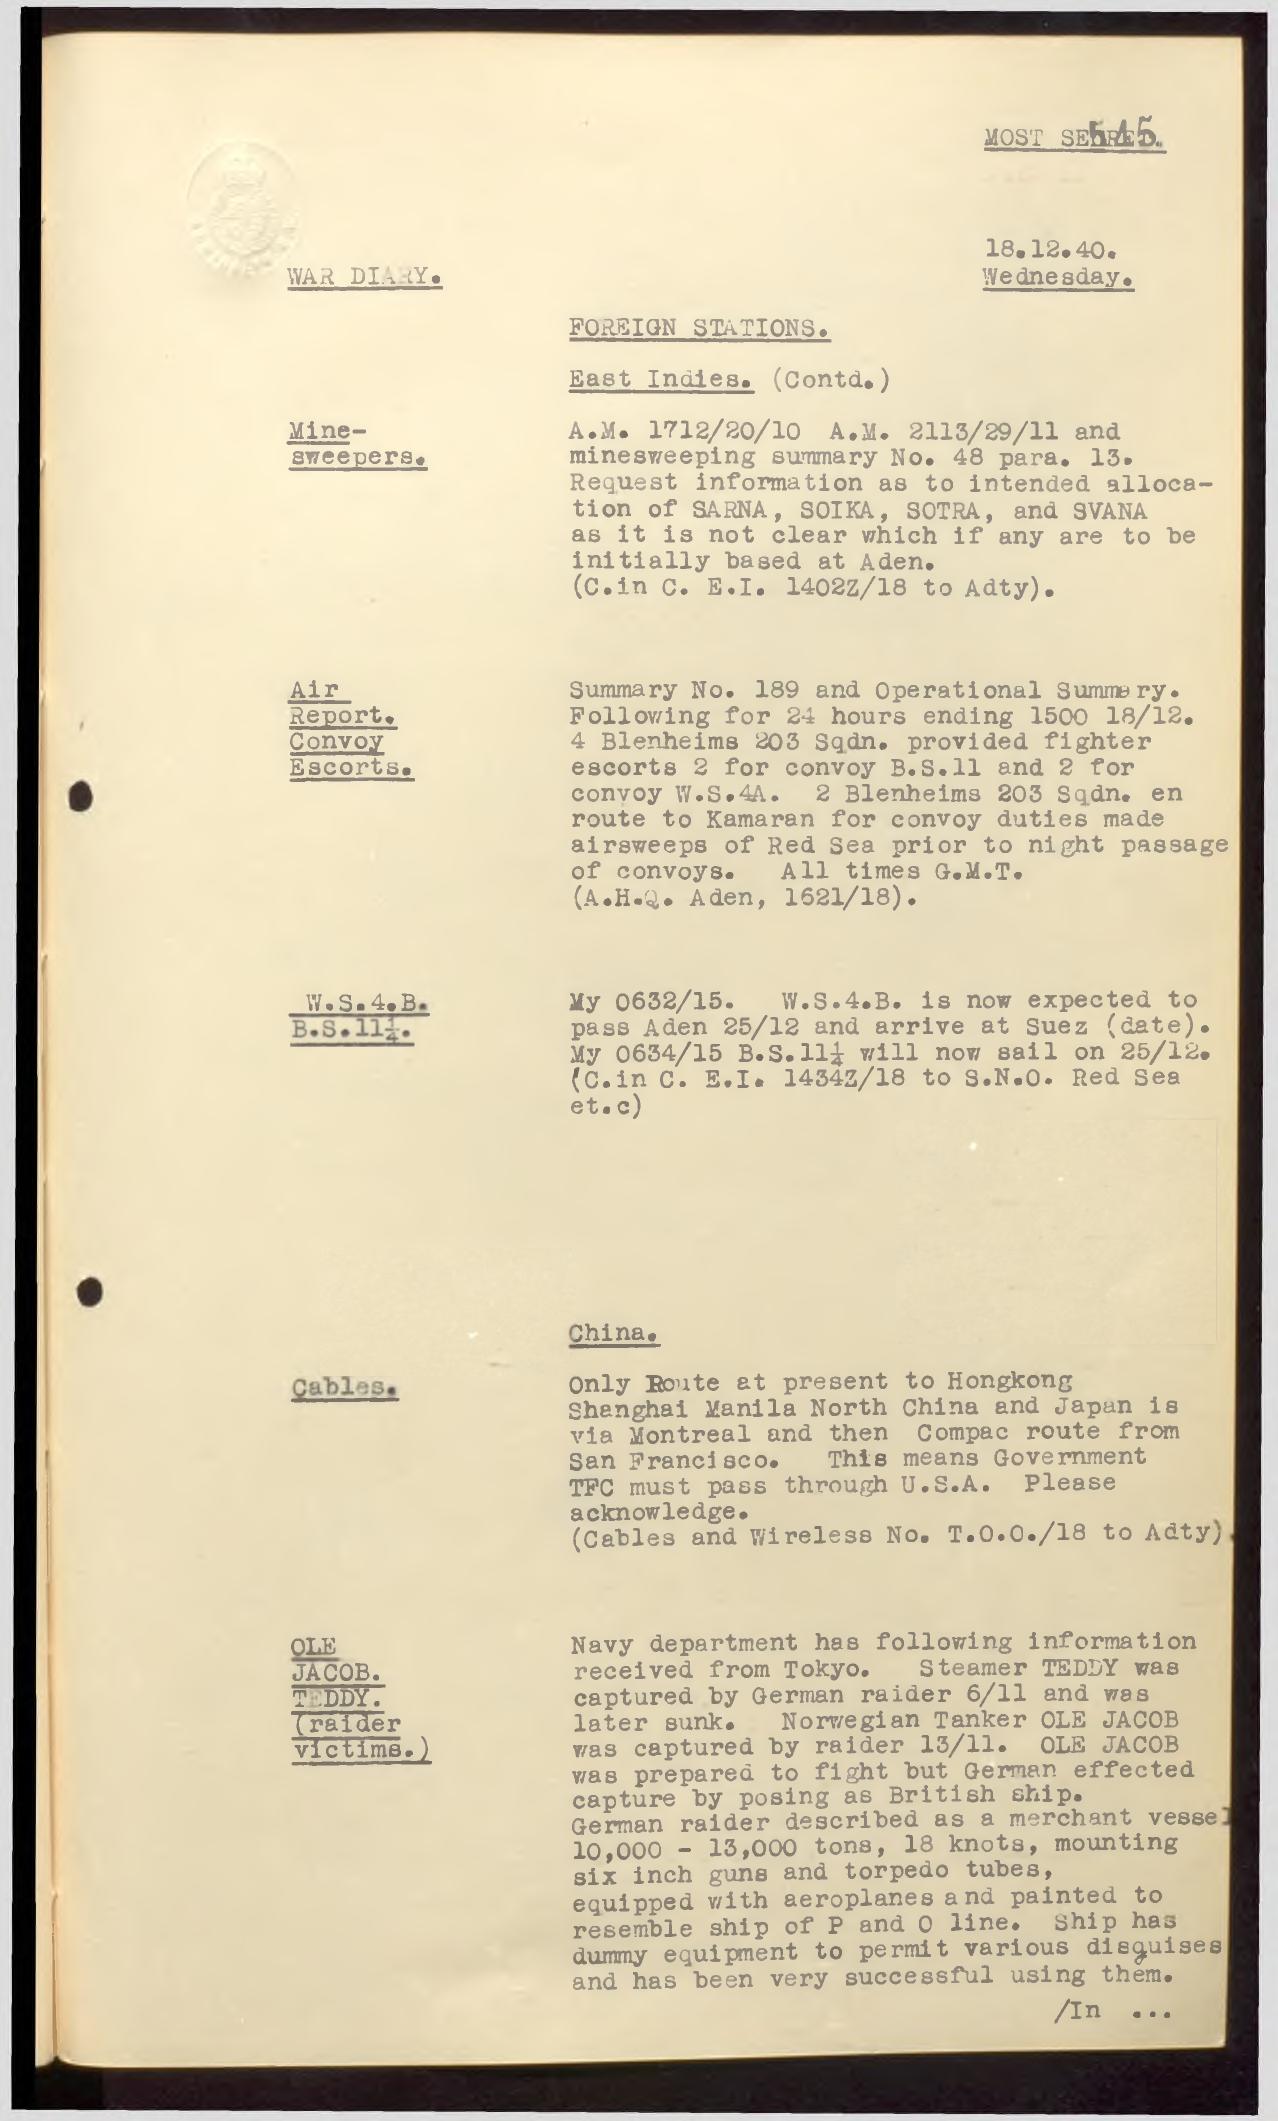 MOST SECRET.
545
18.12.40.
WAR DIARY.
Wednesday.
FOREIGN STATIONS.
East Indies. (Contd.)
Mine-
sweepers.
A.M. 1712/20/10 A.M. 2113/29/11 and
minesweeping summary No. 48 para. 13.
Request information as to intended alloca-
tion of SARNA, SOIKA, SOTRA, and SVANA
as it is not clear which if any are to be
initially based at Aden.
(C.in C. E.I. 1402Z/18 to Adty).
Air
Report.
Convoy
Escorts.
Summary No. 189 and Operational Summary.
Following for 24 hours ending 1500 18/12.
4 Blenheims 203 Sqdn. provided fighter
escorts 2 for convoy B.S.11 and 2 for
convoy W.S.4A. 2 Blenheims 203 Sqdn. en
route to Kamaran for convoy duties made
airsweeps of Red Sea prior to night passage
of convoys. All times G.M.T.
(A.H.Q. Aden, 1621/18).
W.S.4.B.
B.S.11¼.
My 0632/15. W.S.4.B. is now expected to
pass Aden 25/12 and arrive at Suez (date).
My 0634/15 B.S.11¼ will now sail on 25/12.
(C.in C. E.I. 1434Z/18 to S.N.O. Red Sea
et.c)
China.
Cables.
Only Route at present to Hongkong
Shanghai Manila North China and Japan is
via Montreal and then Compac route from
San Francisco. This means Government
TFC must pass through U.S.A. Please
acknowledge.
(Cables and Wireless No. T.O.O./18 to Adty).
OLE
JACOB.
TEDDY.
(raider
victims.)
Navy department has following information
received from Tokyo. Steamer TEDDY was
captured by German raider 6/11 and was
later sunk. Norwegian Tanker OLE JACOB
was captured by raider 13/11. OLE JACOB
was prepared to fight but German effected
capture by posing as British ship.
German raider described as a merchant vessel
10,000 - 13,000 tons, 18 knots, mounting
six inch guns and torpedo tubes,
equipped with aeroplanes and painted to
resemble ship of P and O line. Ship has
dummy equipment to permit various disguises
and has been very successful using them.
/In ...